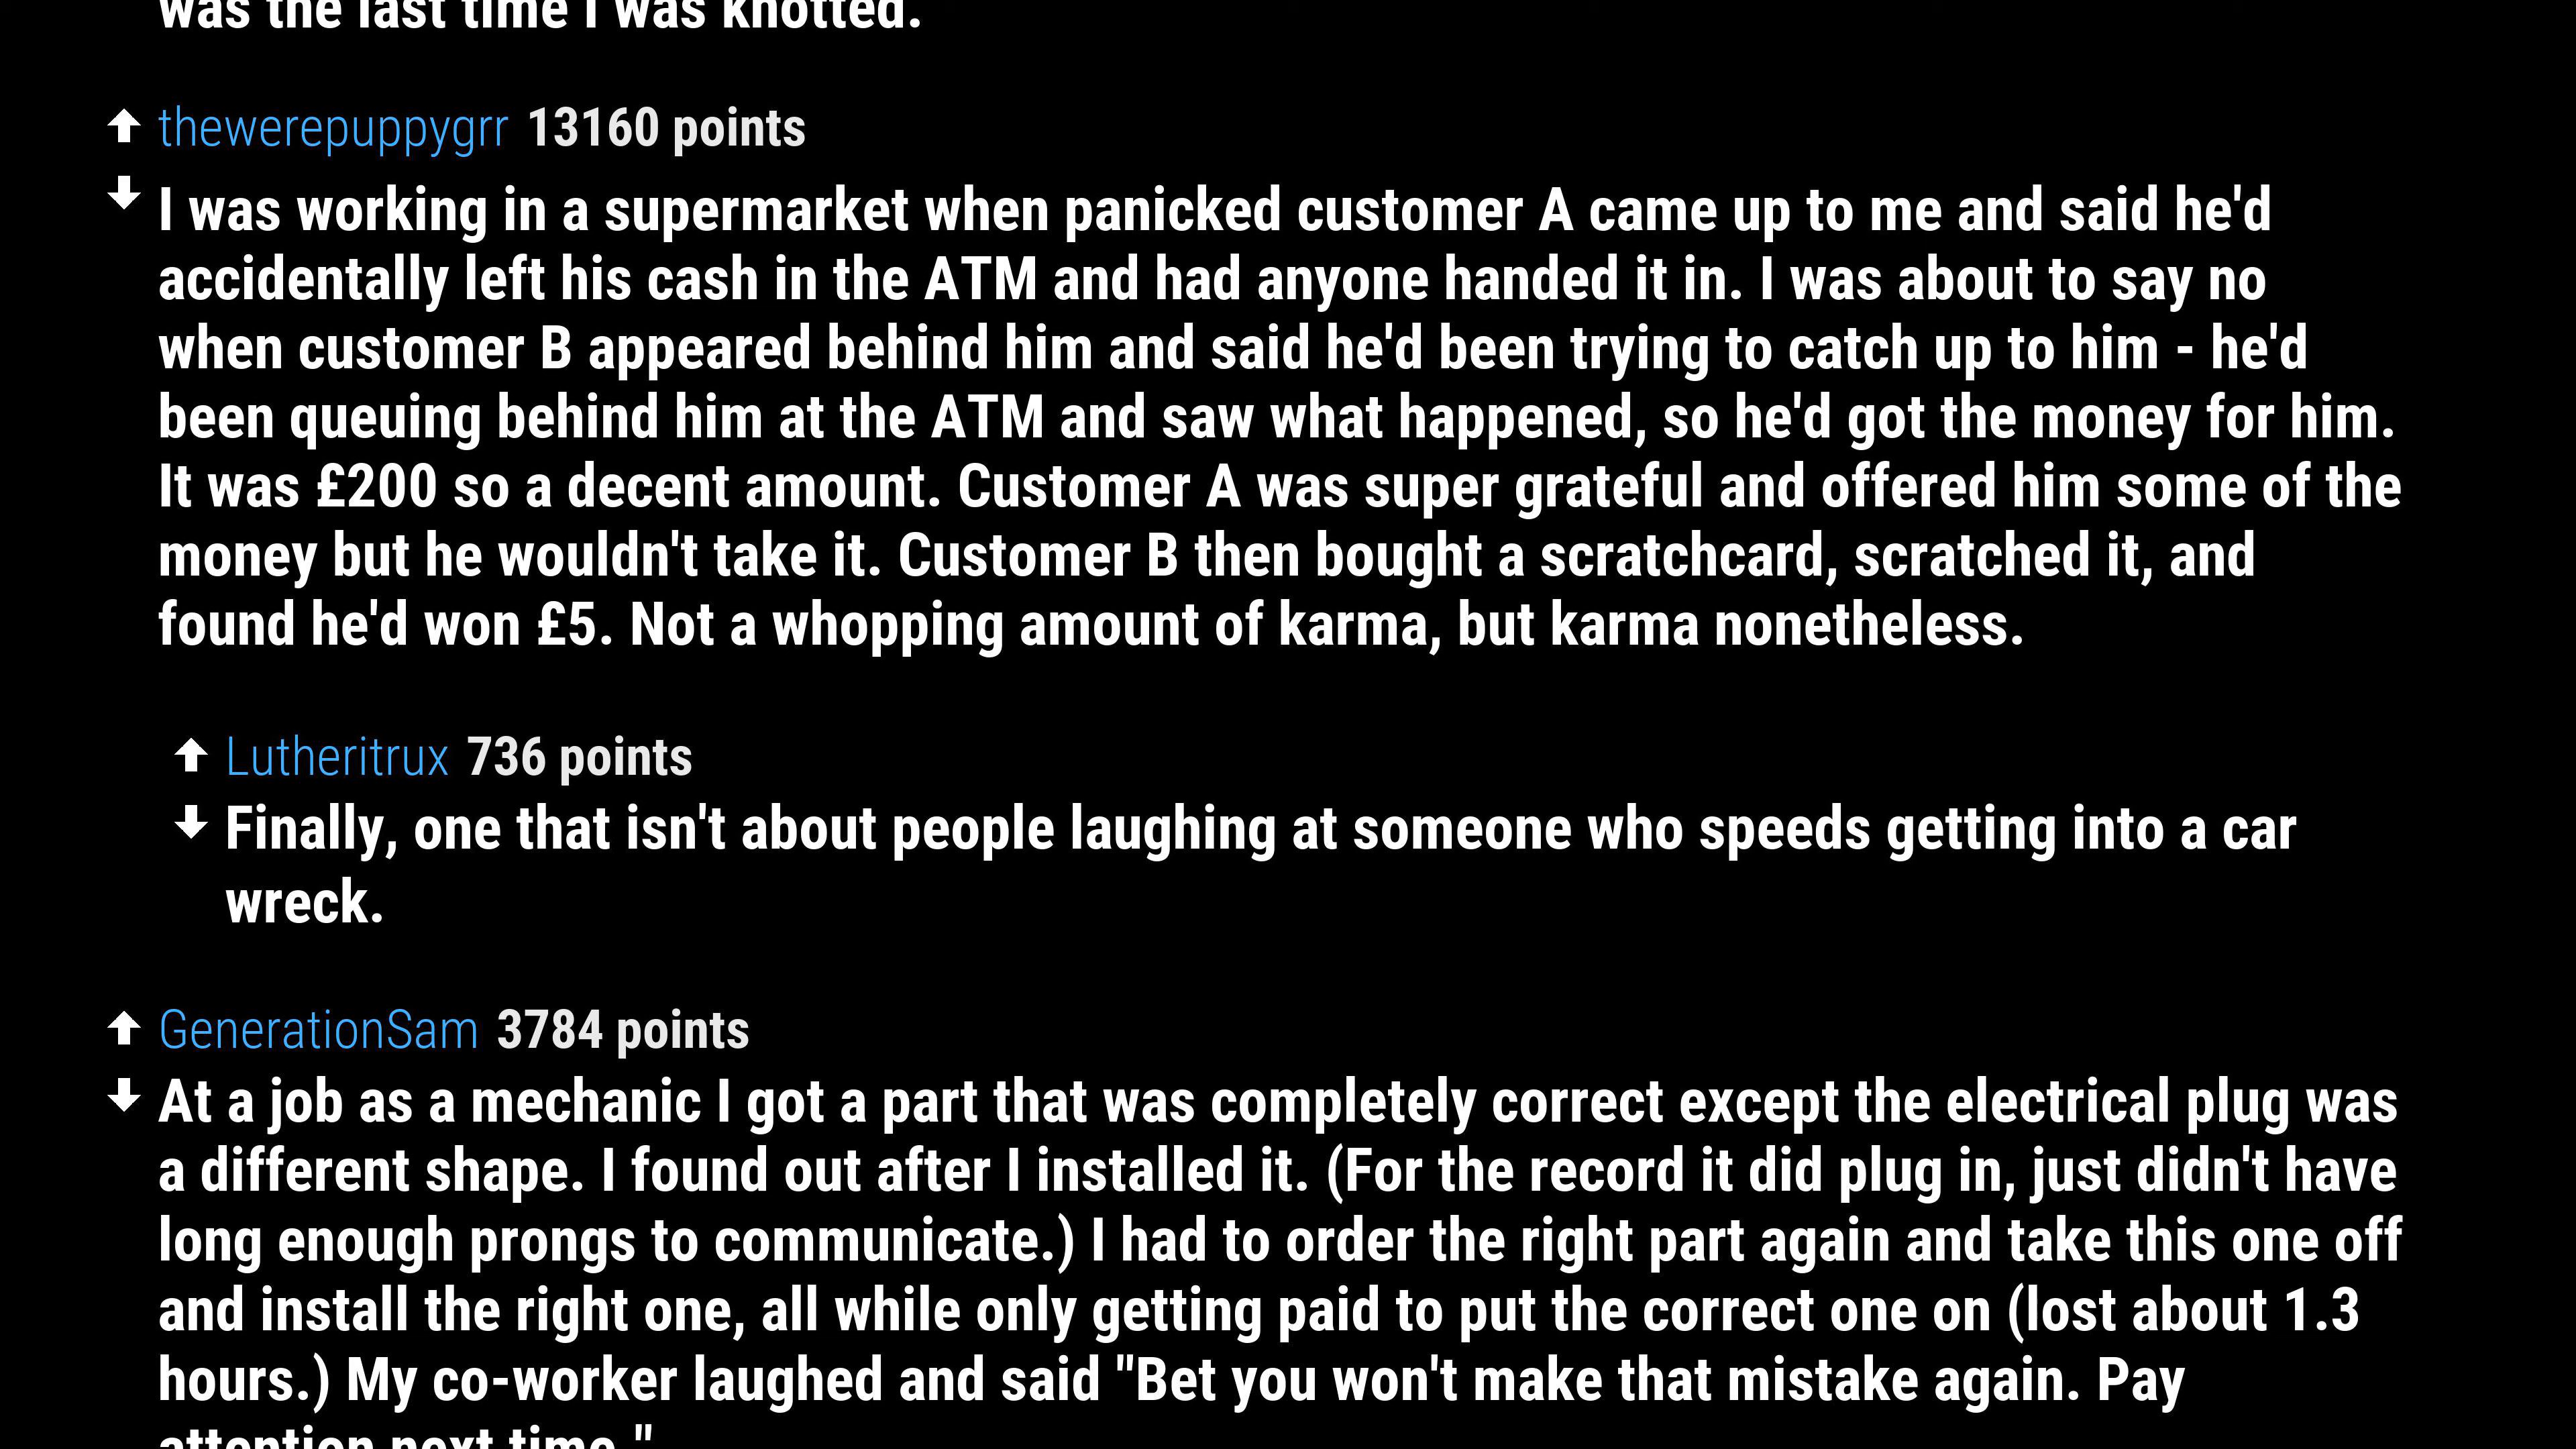 was the last time I was knotted.
thewerepuppygrr 13160 points
I was working in a supermarket when panicked customer A came up to me and said he'd
accidentally left his cash in the ATM and had anyone handed it in. I was about to say no
when customer B appeared behind him and said he'd been trying to catch up to him - he'd
been queuing behind him at the ATM and saw what happened, so he'd got the money for him.
It was £200 so a decent amount. Customer A was super grateful and offered him some of the
money but he wouldn't take it. Customer B then bought a scratchcard, scratched it, and
found he'd won £5. Not a whopping amount of karma, but karma nonetheless.
Lutheritrux 736 points
Finally, one that isn't about people laughing at someone who speeds getting into a car
wreck.
GenerationSam 3784 points
At a job as a mechanic I got a part that was completely correct except the electrical plug was
a different shape. I found out after I installed it. (For the record it did plug in, just didn't have
long enough prongs to communicate.) I had to order the right part again and take this one off
and install the right one, all while only getting paid to put the correct one on (lost about 1.3
hours.) My co-worker laughed and said "Bet you won't make that mistake again. Pay
attention next time."